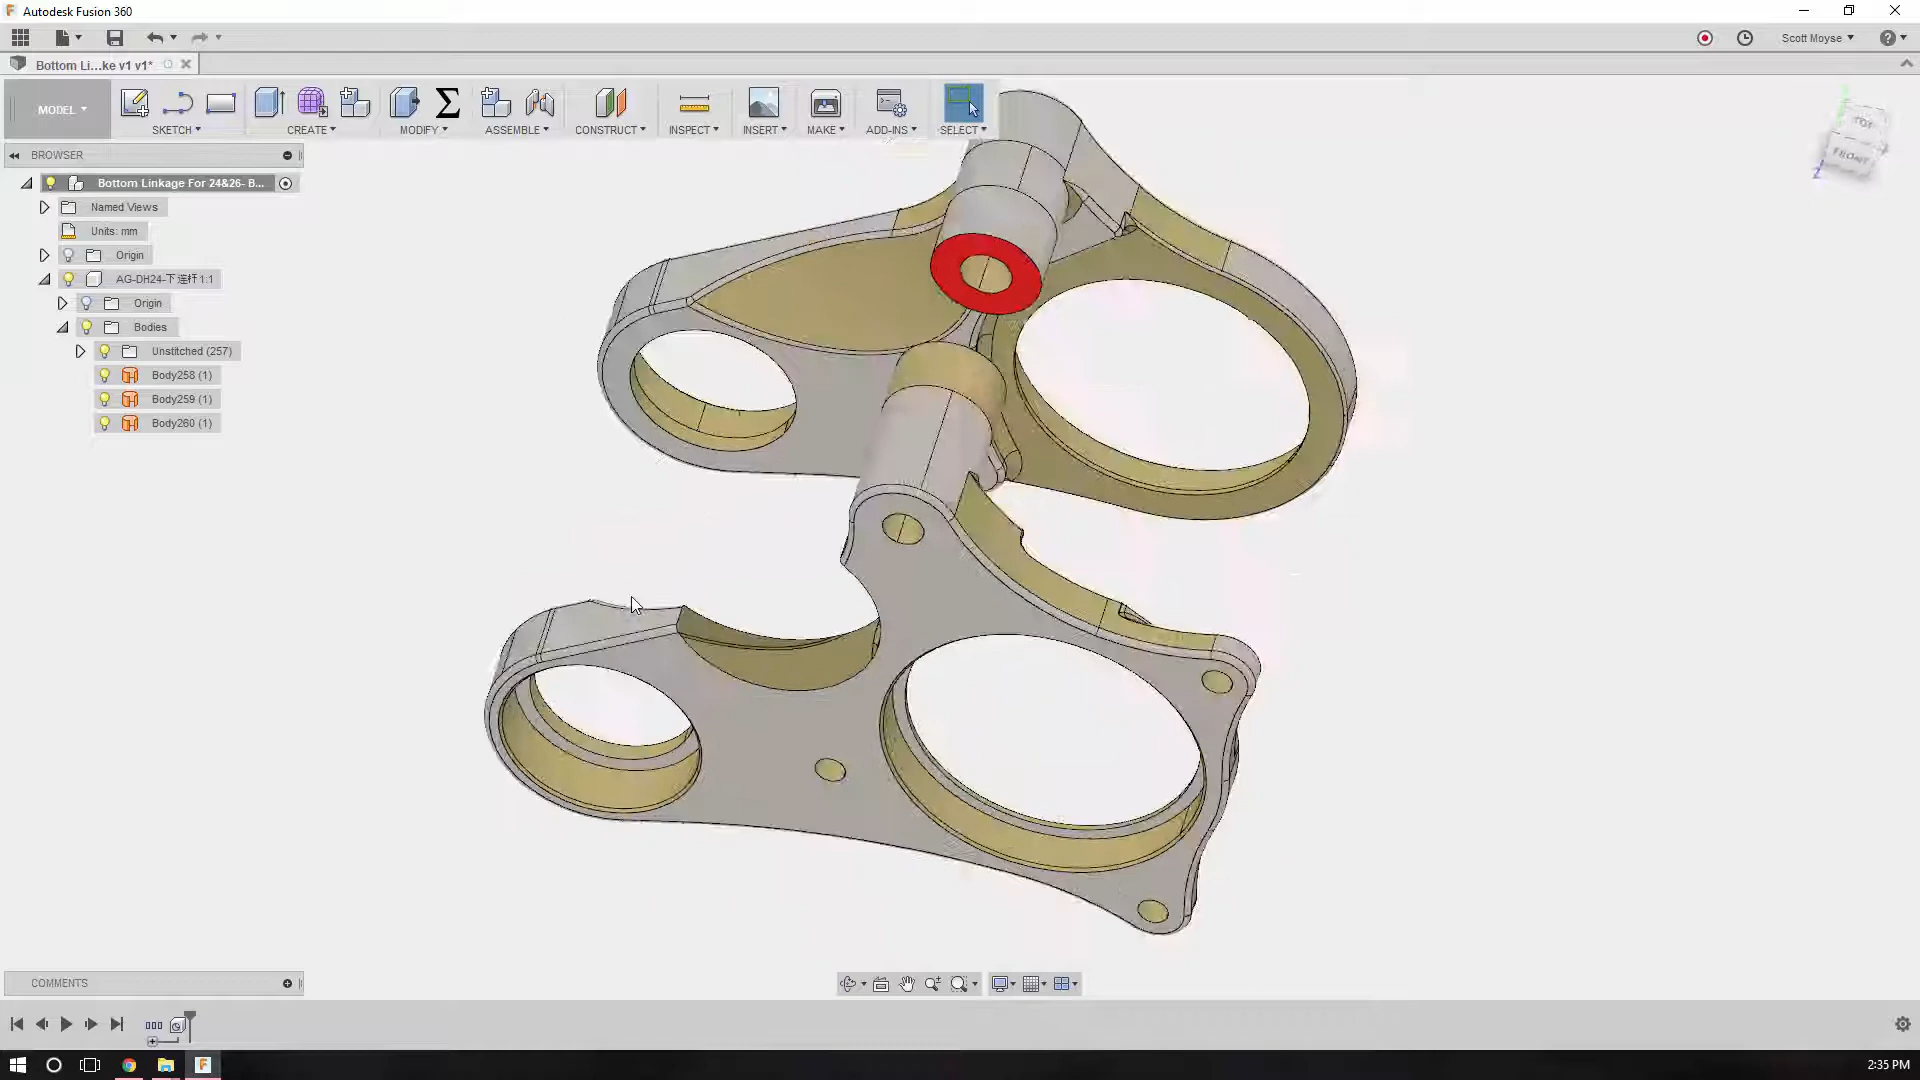 Autodesk Fusion 360
Scott Moyse
Bottom Li...ke v1 v1*
MODEL
SKETCH
CREATE
MODIFY
ASSEMBLE
CONSTRUCT
INSPECT
INSERT
MAKE
ADD-INS
SELECT
TOP
FRONT
Z
BROWSER
Bottom Linkage For 24&26- B...
Named Views
Units: mm
Origin
AG-DH24-下连杆1:1
Origin
Bodies
Unstitched (257)
Body258 (1)
Body259 (1)
Body260 (1)
COMMENTS
2:35 PM